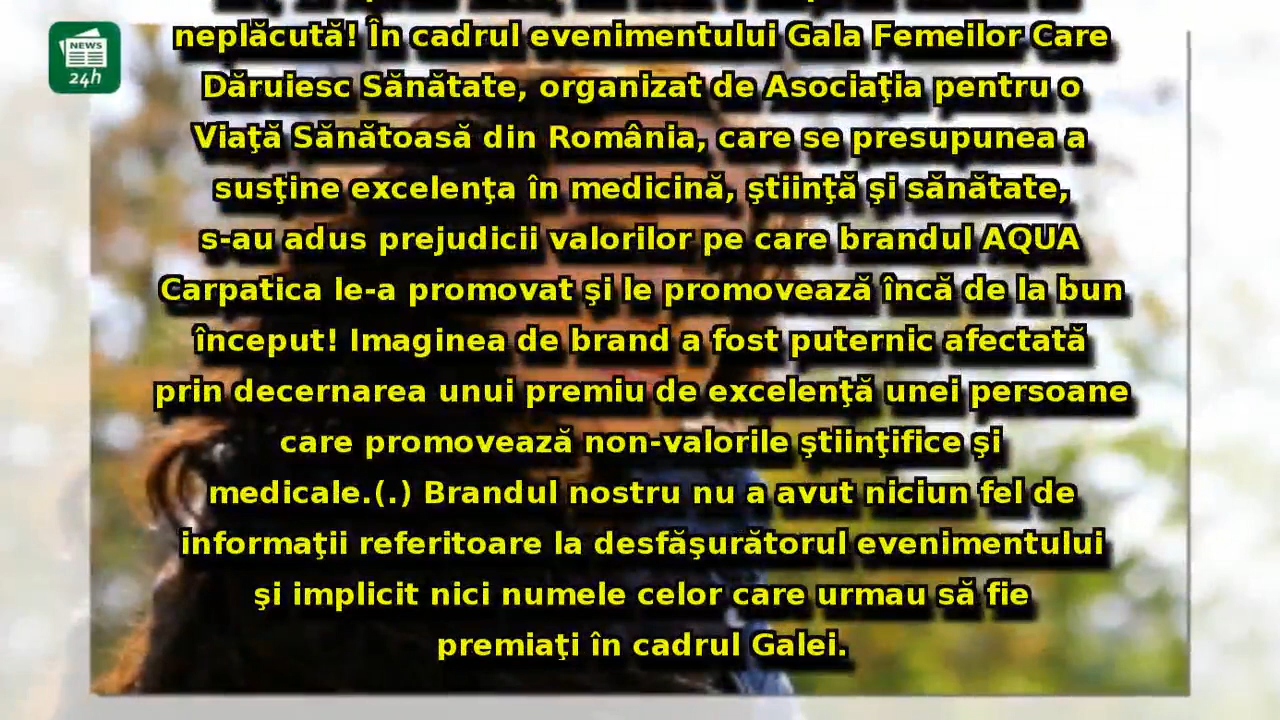 NEWS
24h
neplăcută! În cadrul evenimentului Gala Femeilor Care
Dăruiesc Sănătate, organizat de Asociaţia pentru o
Viaţă Sănătoasă din România, care se presupunea a
susţine excelenţa în medicină, ştiinţă şi sănătate,
s-au adus prejudicii valorilor pe care brandul AQUA
Carpatica le-a promovat şi le promovează încă de la bun
început! Imaginea de brand a fost puternic afectată
prin decernarea unui premiu de excelenţă unei persoane
care promovează non-valorile ştiinţifice şi
medicale.(.) Brandul nostru nu a avut niciun fel de
informaţii referitoare la desfăşurătorul evenimentului
şi implicit nici numele celor care urmau să fie
premiaţi în cadrul Galei.